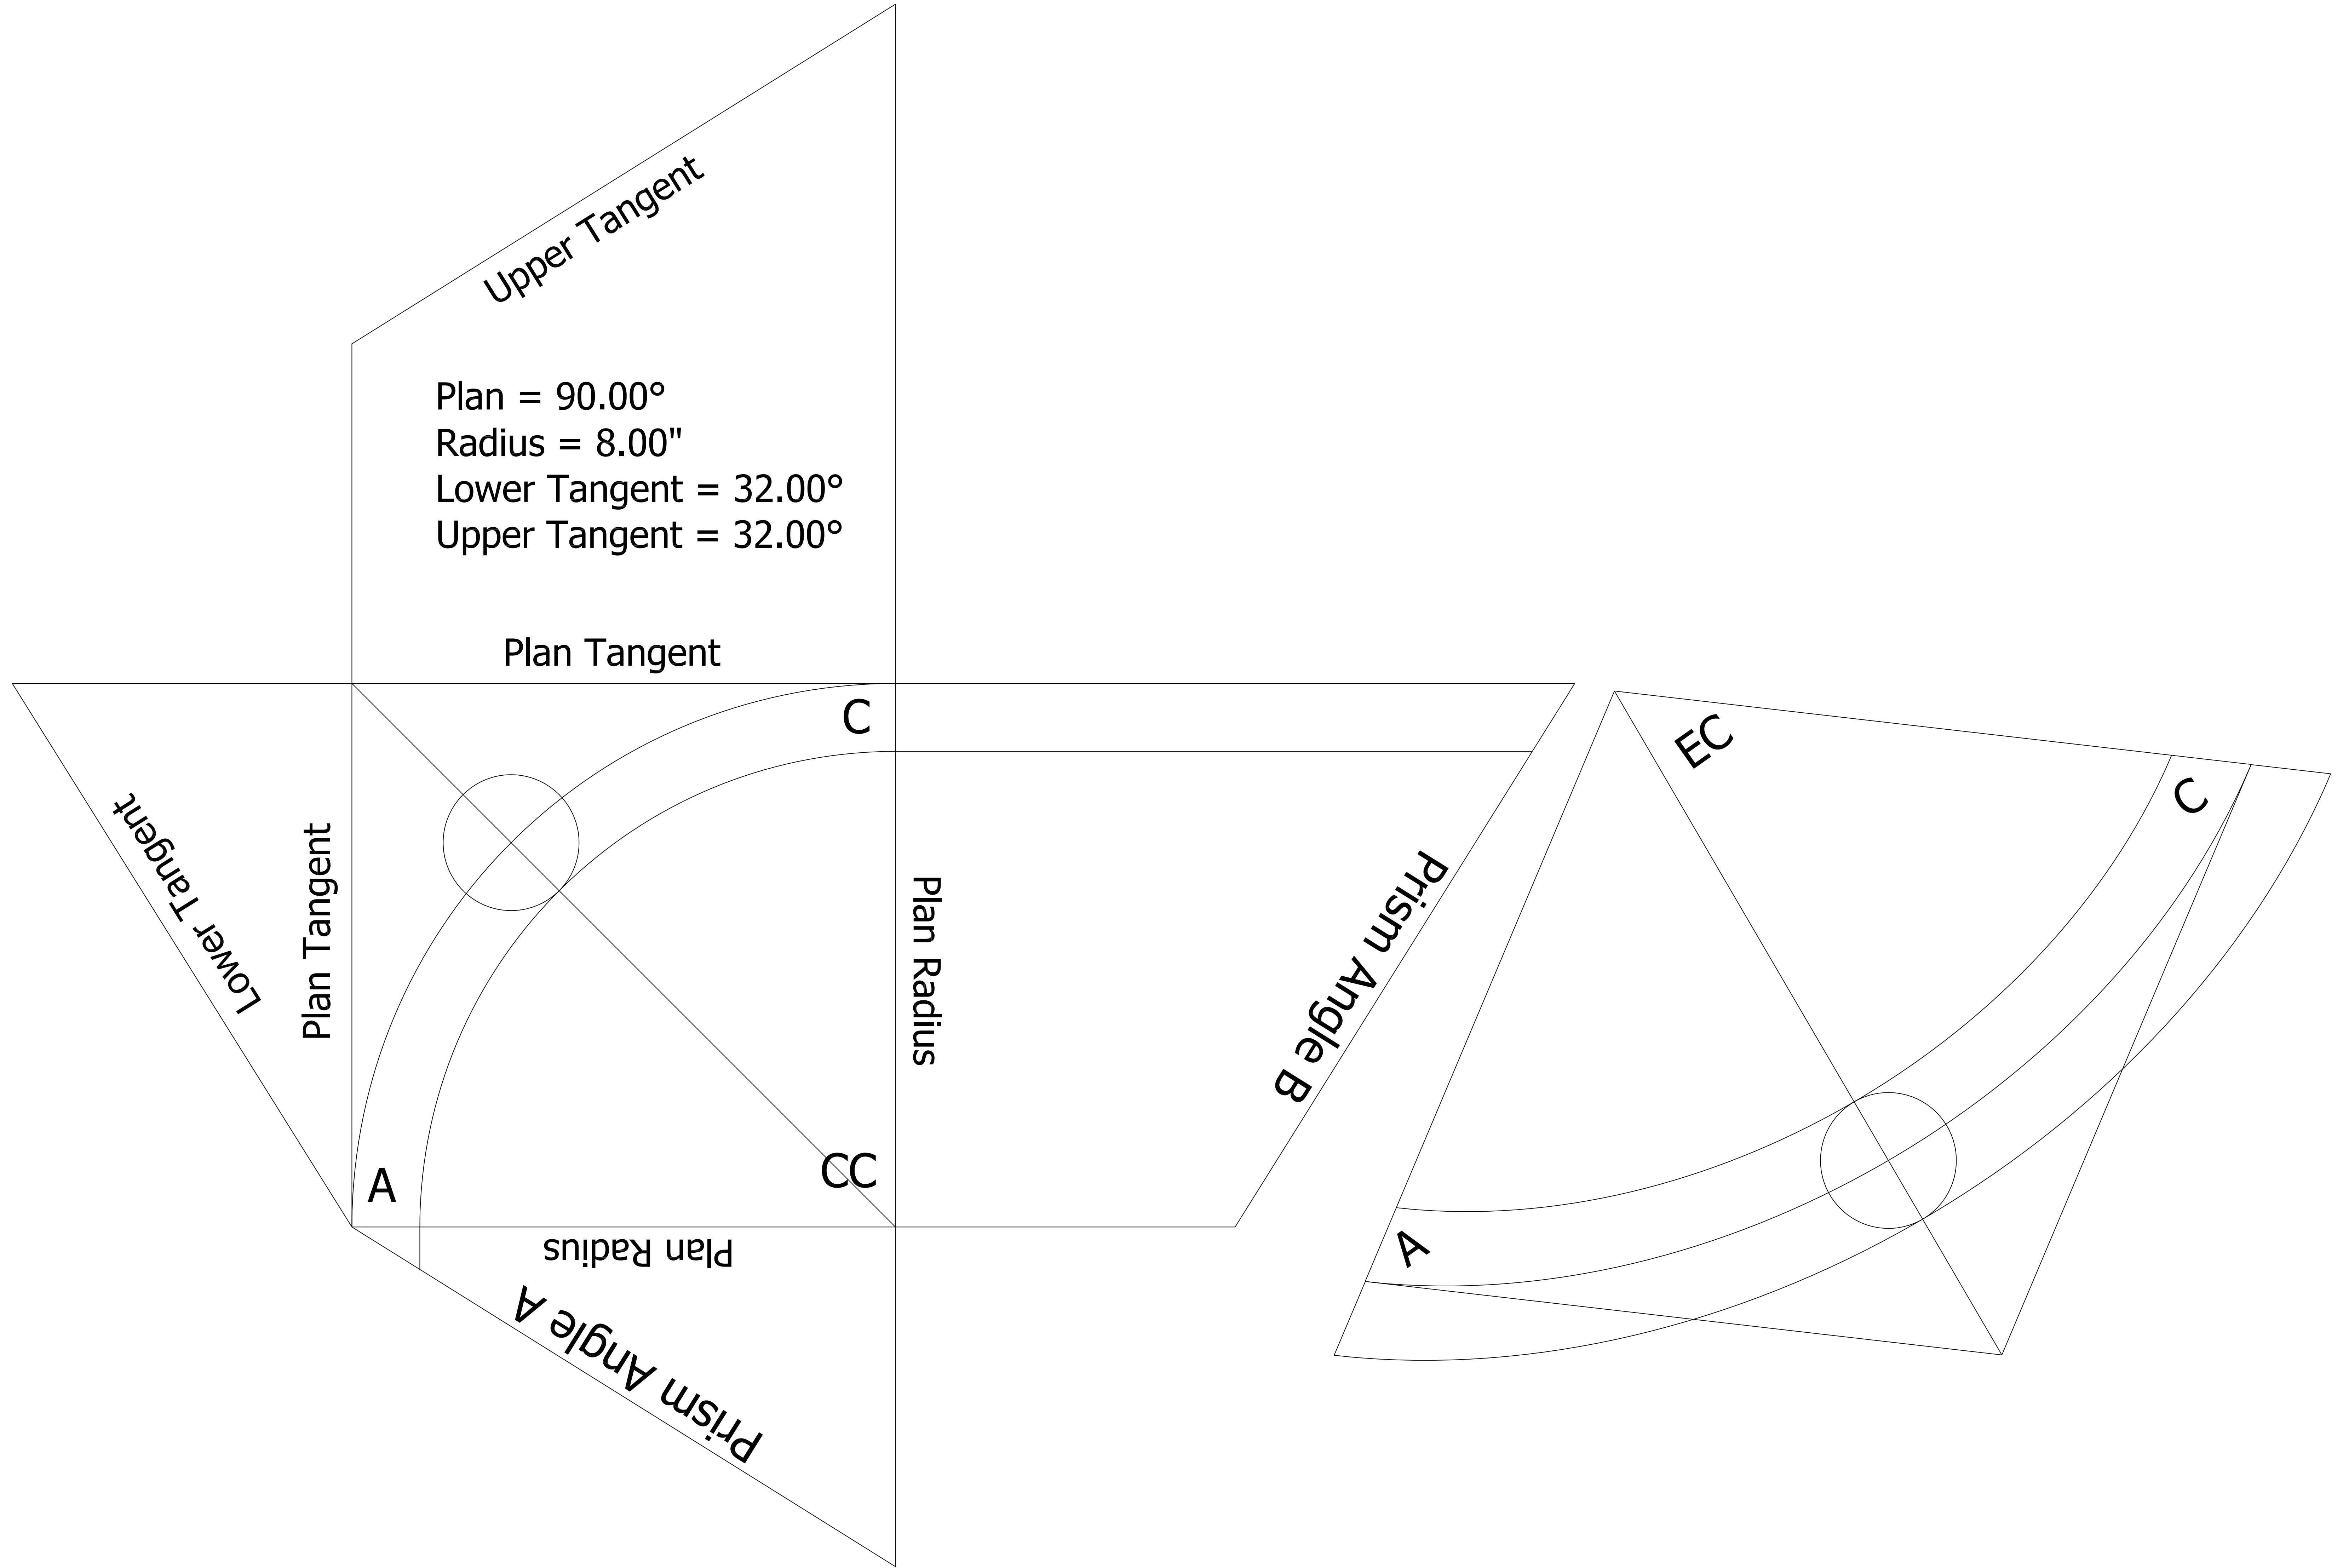 Upper Tangent
Plan = 90.00°
Radius = 8.00"
Lower Tangent = 32.00°
Upper Tangent = 32.00°
Plan Tangent
Lower Tangent
Plan Tangent
C
Plan Radius
A
CC
Plan Radius
Prism Angle A
Prism Angle B
EC
C
A